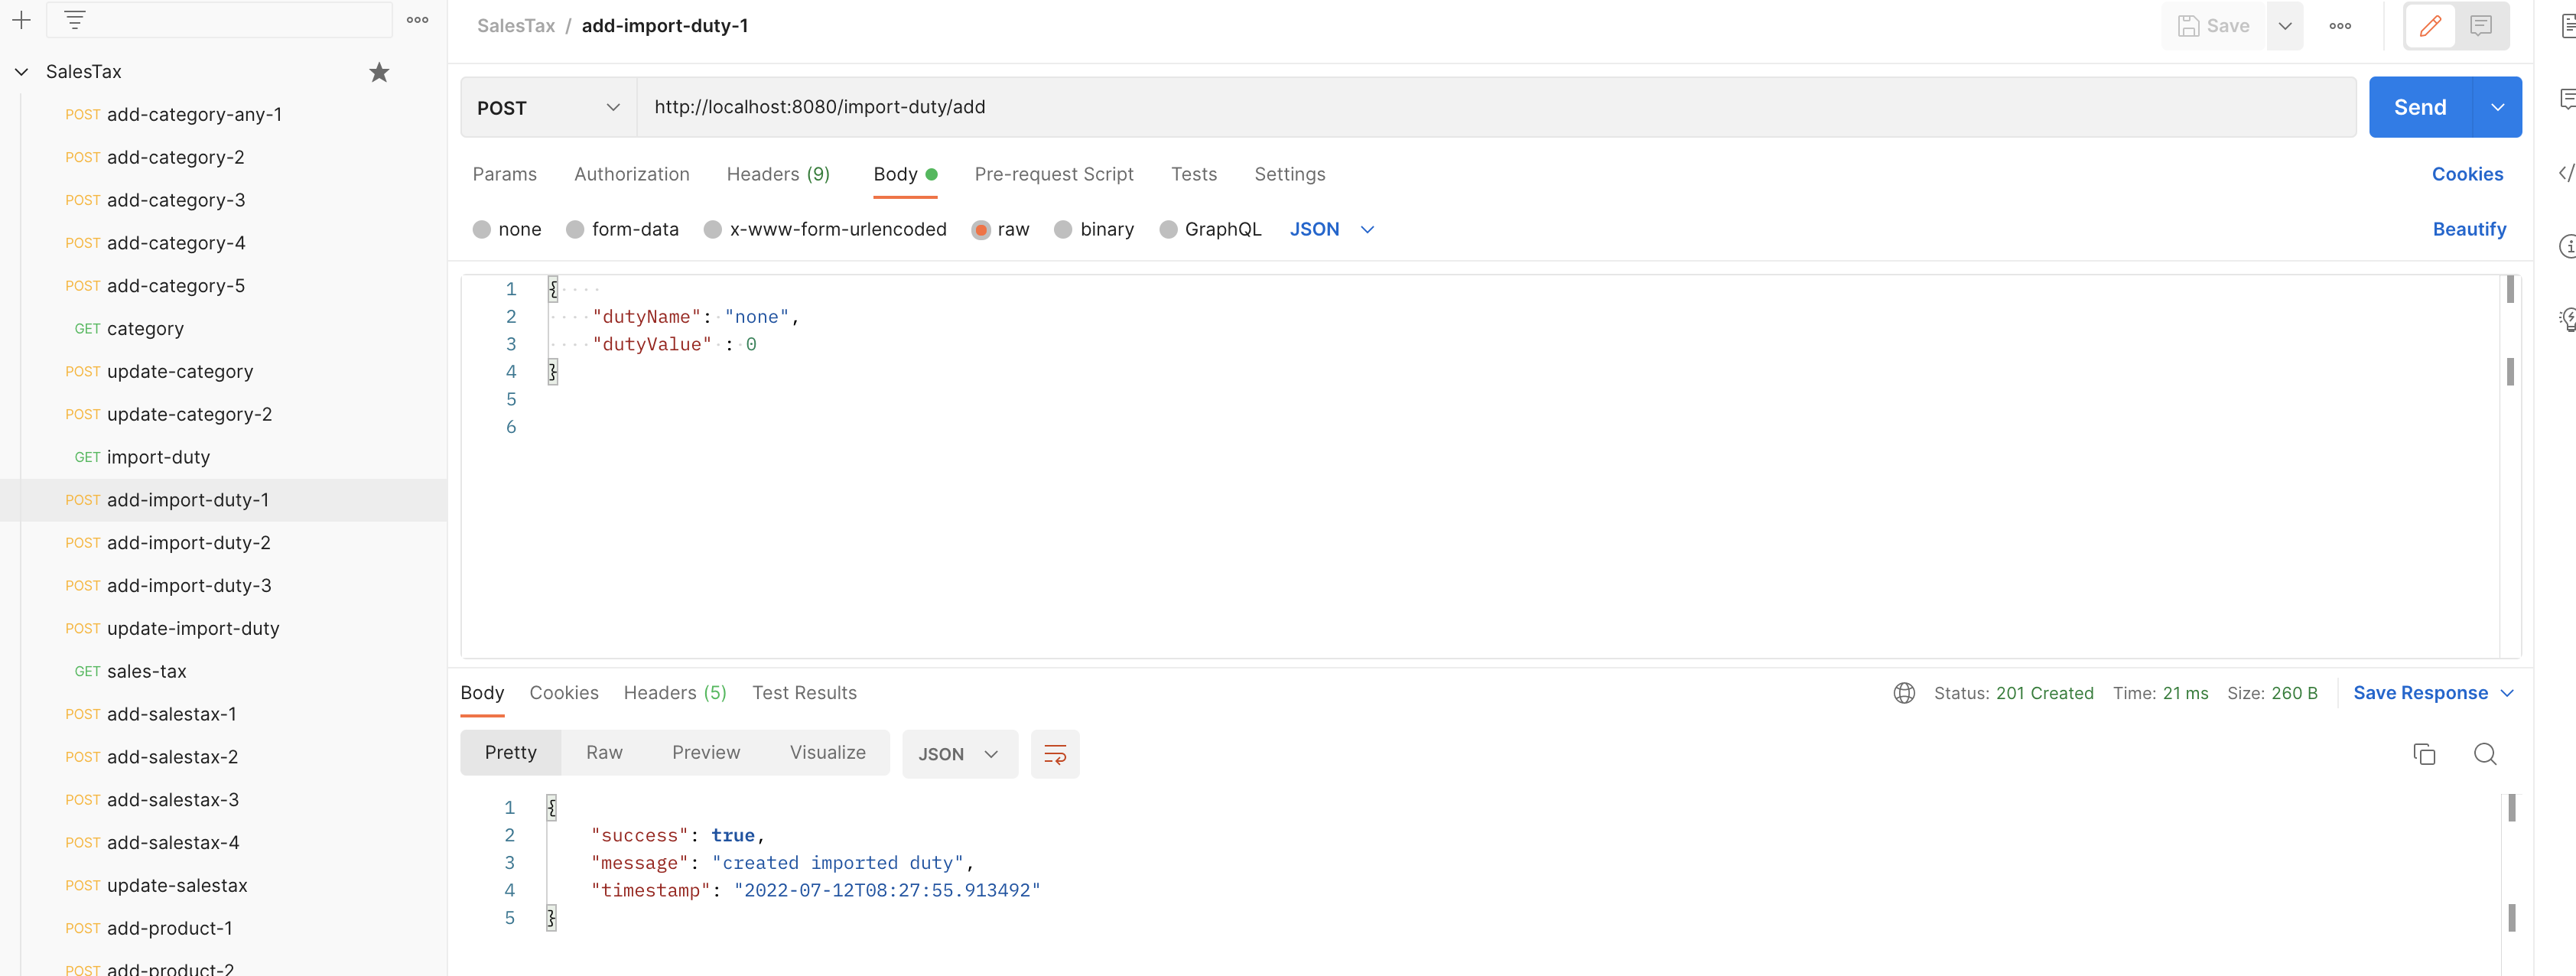 SalesTax
POST add-category-any-1
POST add-category-2
POST add-category-3
POST add-category-4
POST add-category-5
GET category
POST update-category
POST update-category-2
GET import-duty
POST add-import-duty-1
POST add-import-duty-2
POST add-import-duty-3
POST update-import-duty
GET sales-tax
POST add-salestax-1
POST add-salestax-2
POST add-salestax-3
POST add-salestax-4
POST update-salestax
POST add-product-1
POST add-product-2
SalesTax / add-import-duty-1
Save
POST http://localhost:8080/import-duty/add Send
Params Authorization Headers (9) Body Pre-request Script Tests Settings Cookies
none form-data x-www-form-urlencoded raw binary GraphQL JSON Beautify
1 {
2 "dutyName": "none",
3 "dutyValue" : 0
4 }
5
6
Body Cookies Headers (5) Test Results Status: 201 Created Time: 21 ms Size: 260 B Save Response
Pretty Raw Preview Visualize JSON
1 {
2 "success": true,
3 "message": "created imported duty",
4 "timestamp": "2022-07-12T08:27:55.913492"
5 }